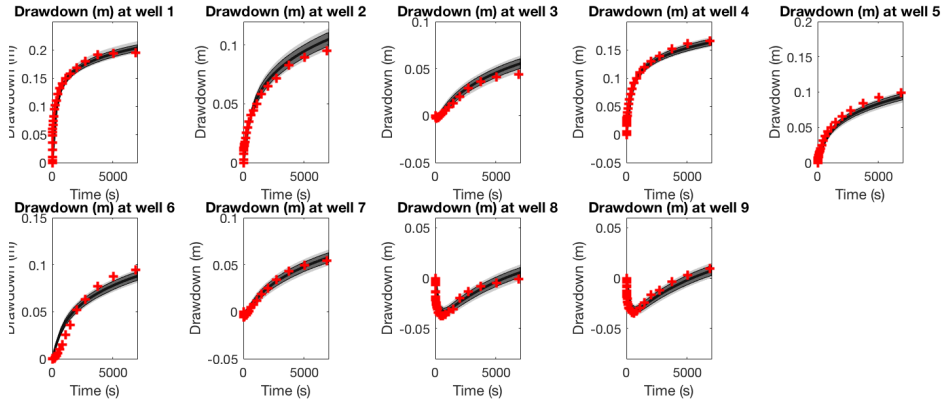 Drawdown (m) at well 1
Drawdown (m)
0.2
0.15
0.1
0.05
0
0 5000
Time (s)
Drawdown (m) at well 2
Drawdown (m)
0.1
0.05
0
0 5000
Time (s)
Drawdown (m) at well 3
Drawdown (m)
0.1
0.05
0
-0.05
0 5000
Time (s)
Drawdown (m) at well 4
Drawdown (m)
0.2
0.15
0.1
0.05
0
-0.05
0 5000
Time (s)
Drawdown (m) at well 5
Drawdown (m)
0.2
0.15
0.1
0.05
0
0 5000
Time (s)
Drawdown (m) at well 6
Drawdown (m)
0.15
0.1
0.05
0
0 5000
Time (s)
Drawdown (m) at well 7
Drawdown (m)
0.1
0.05
0
-0.05
0 5000
Time (s)
Drawdown (m) at well 8
Drawdown (m)
0.05
0
-0.05
0 5000
Time (s)
Drawdown (m) at well 9
Drawdown (m)
0.05
0
-0.05
0 5000
Time (s)